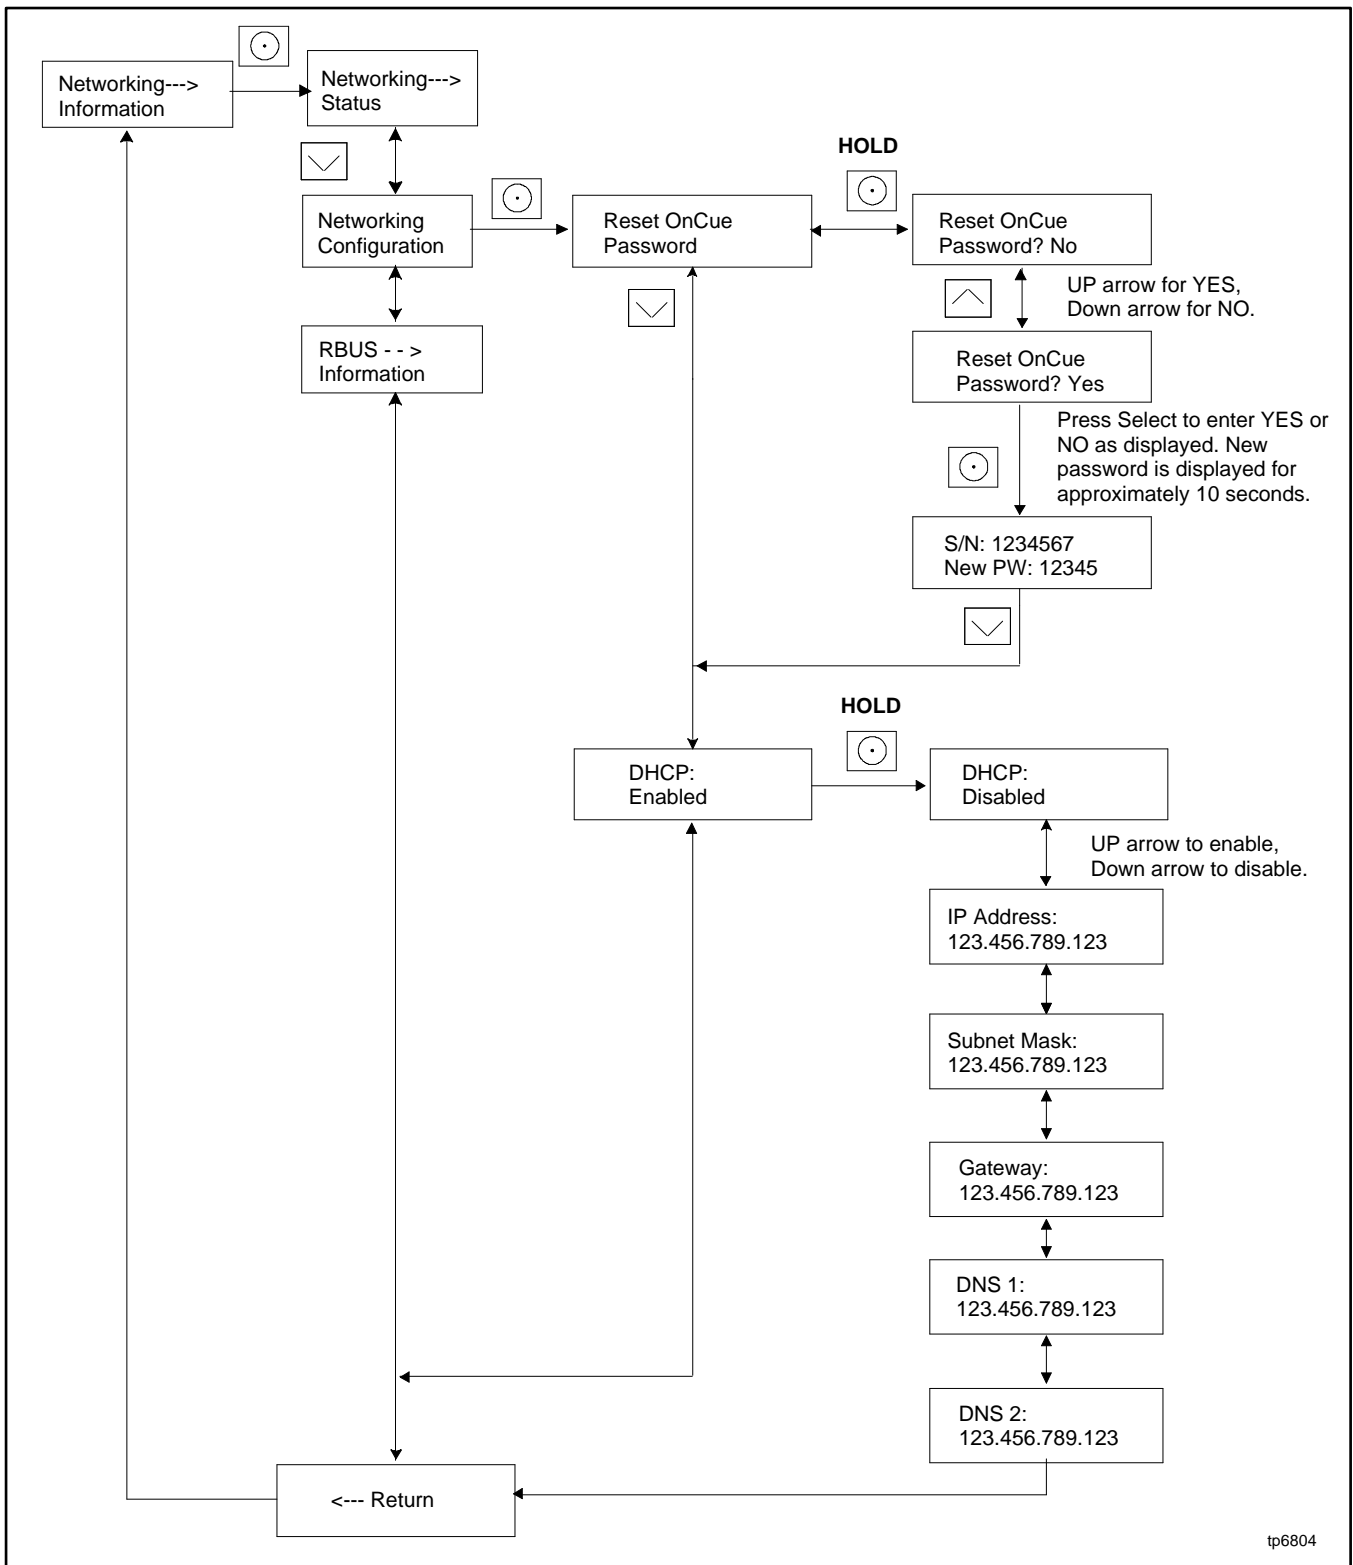 Networking--->
Information
Networking--->
Status
HOLD
Networking
Configuration
Reset OnCue
Password
Reset OnCue
Password? No
UP arrow for YES,
Down arrow for NO.
RBUS - - >
Information
Reset OnCue
Password? Yes
Press Select to enter YES or
NO as displayed. New
password is displayed for
approximately 10 seconds.
S/N: 1234567
New PW: 12345
HOLD
DHCP:
Enabled
DHCP:
Disabled
UP arrow to enable,
Down arrow to disable.
IP Address:
123.456.789.123
Subnet Mask:
123.456.789.123
Gateway:
123.456.789.123
DNS 1:
123.456.789.123
DNS 2:
123.456.789.123
<--- Return
tp6804